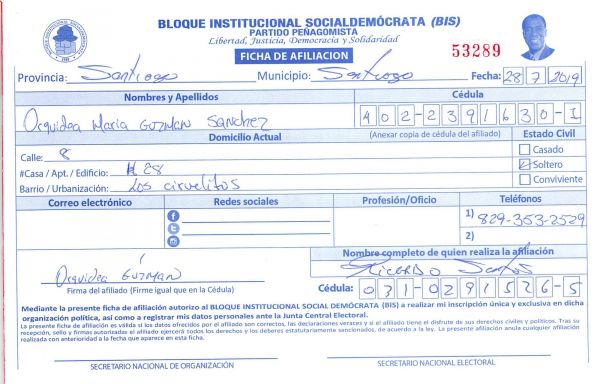 BLOQUE INSTITUCIONAL SOCIALDEMÓCRATA (BIS)
PARTIDO PEÑAGOMISTA
Libertad, Justicia, Democracia y Solidaridad
FICHA DE AFILIACION
53289
Provincia: Santiago Municipio: Santiago Fecha: 28 7 2019
Nombres y Apellidos Cédula
Orquidea Maria GUZMAN SANCHEZ 402-2391630-1
Domicilio Actual (Anexar copia de cédula del afiliado) Estado Civil
Calle: 8 Casado
#Casa / Apt. / Edificio: # 28 Soltero
Barrio / Urbanización: Los ciruelitos Conviviente
Correo electrónico Redes sociales Profesión/Oficio Teléfonos
1) 829-353-2529
2)
Nombre completo de quien realiza la afiliación
Orquidea GUZMAN RICARDO Santos
Firma del afiliado (Firme igual que en la Cédula) Cédula: 031-0291526-5
Mediante la presente ficha de afiliación autorizo al BLOQUE INSTITUCIONAL SOCIAL DEMÓCRATA (BIS) a realizar mi inscripción única y exclusiva en dicha
organización politica, así como a registrar mis datos personales ante la Junta Central Electoral.
La presente ficha de afiliación es válida si los datos ofrecidos por el afiliado son correctos, las declaraciones veraces y si el afiliado tiene el disfrute de sus derechos civiles y políticos. Tras su
recepción, sello y firmas autorizadas el afiliado ejercerá todos los derechos y los deberes estatutariamente sancionados, de acuerdo a la ley. La presente afiliación anula cualquier afiliación
realizada con anterioridad a la fecha que aparece en esta ficha.
SECRETARIO NACIONAL DE ORGANIZACIÓN SECRETARIO NACIONAL ELECTORAL